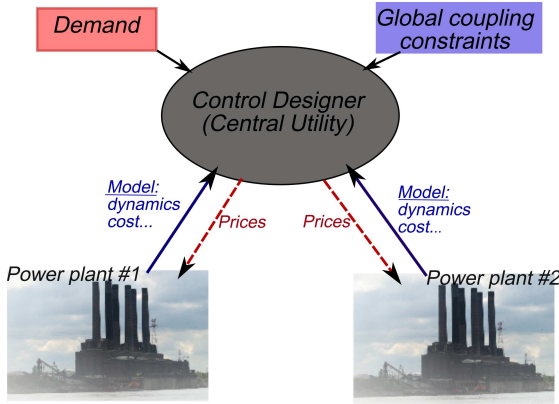 Demand
Global coupling
constraints
Control Designer
(Central Utility)
Model:
dynamics
cost...
Prices
Prices
Model:
dynamics
cost...
Power plant #1
Power plant #2